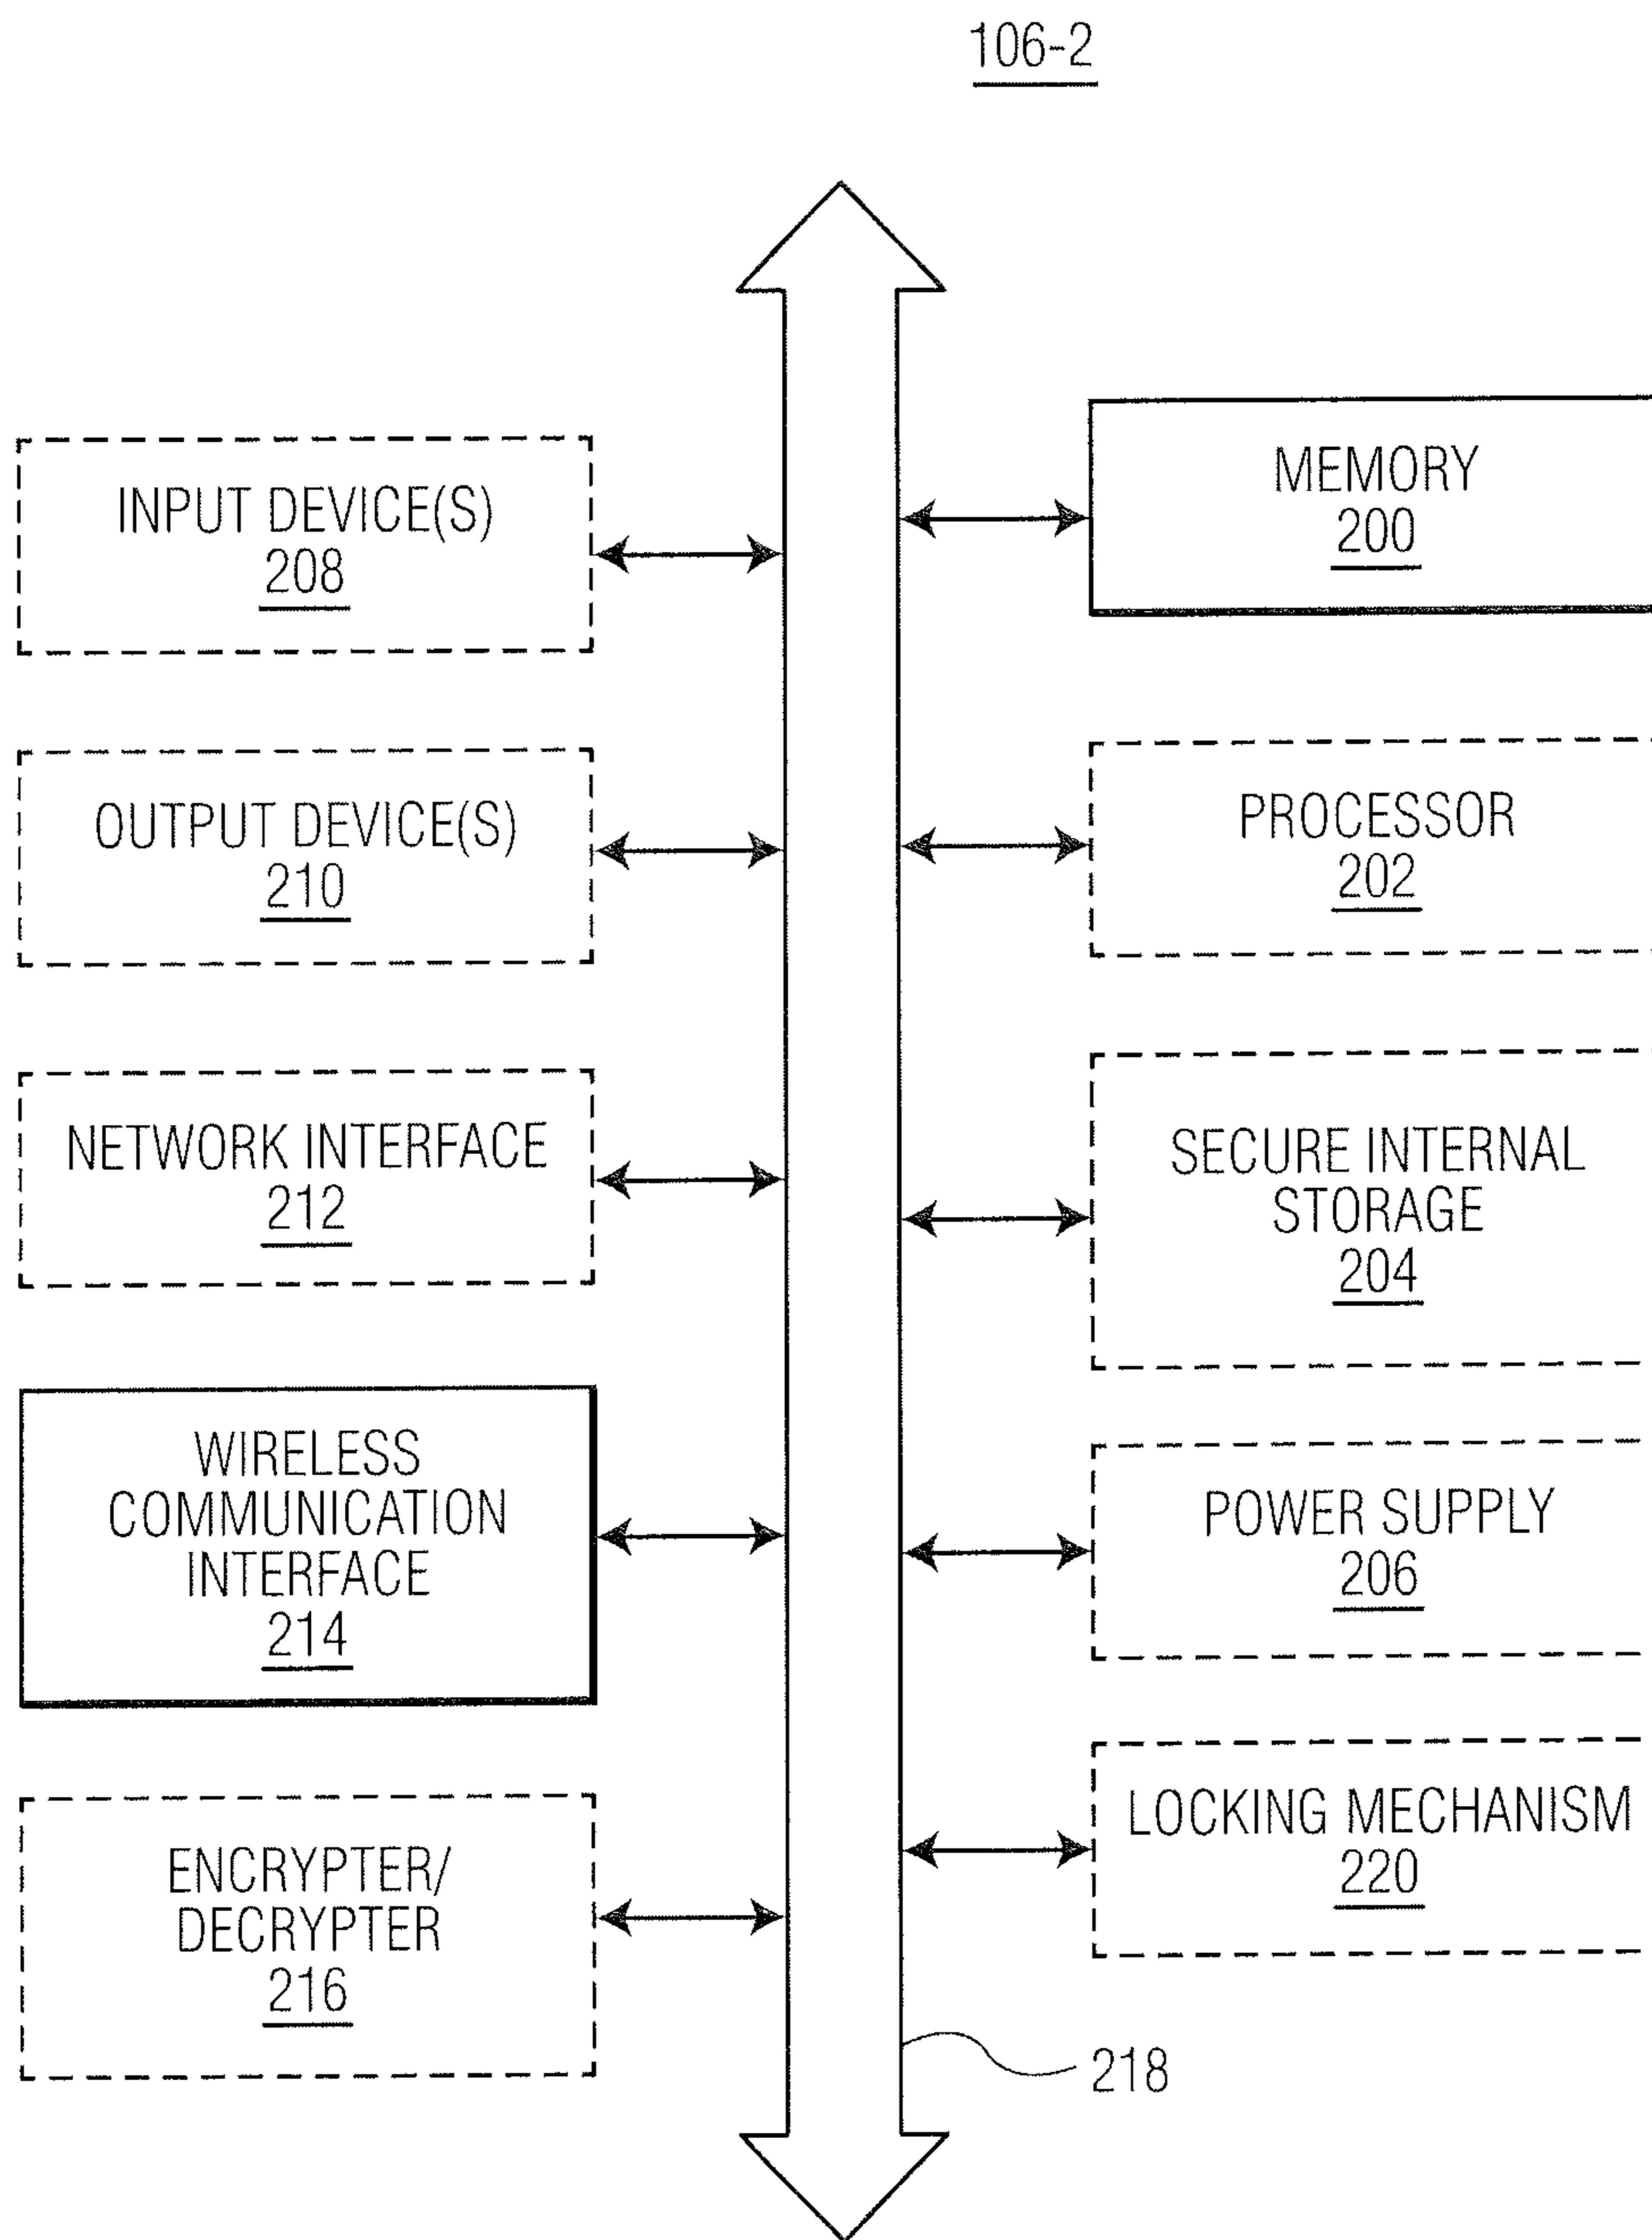 106-2
INPUT DEVICE(S)
208
OUTPUT DEVICE(S)
210
NETWORK INTERFACE
212
WIRELESS
COMMUNICATION
INTERFACE
214
ENCRYPTER/
DECRYPTER
216
MEMORY
200
PROCESSOR
202
SECURE INTERNAL
STORAGE
204
POWER SUPPLY
206
LOCKING MECHANISM
220
218